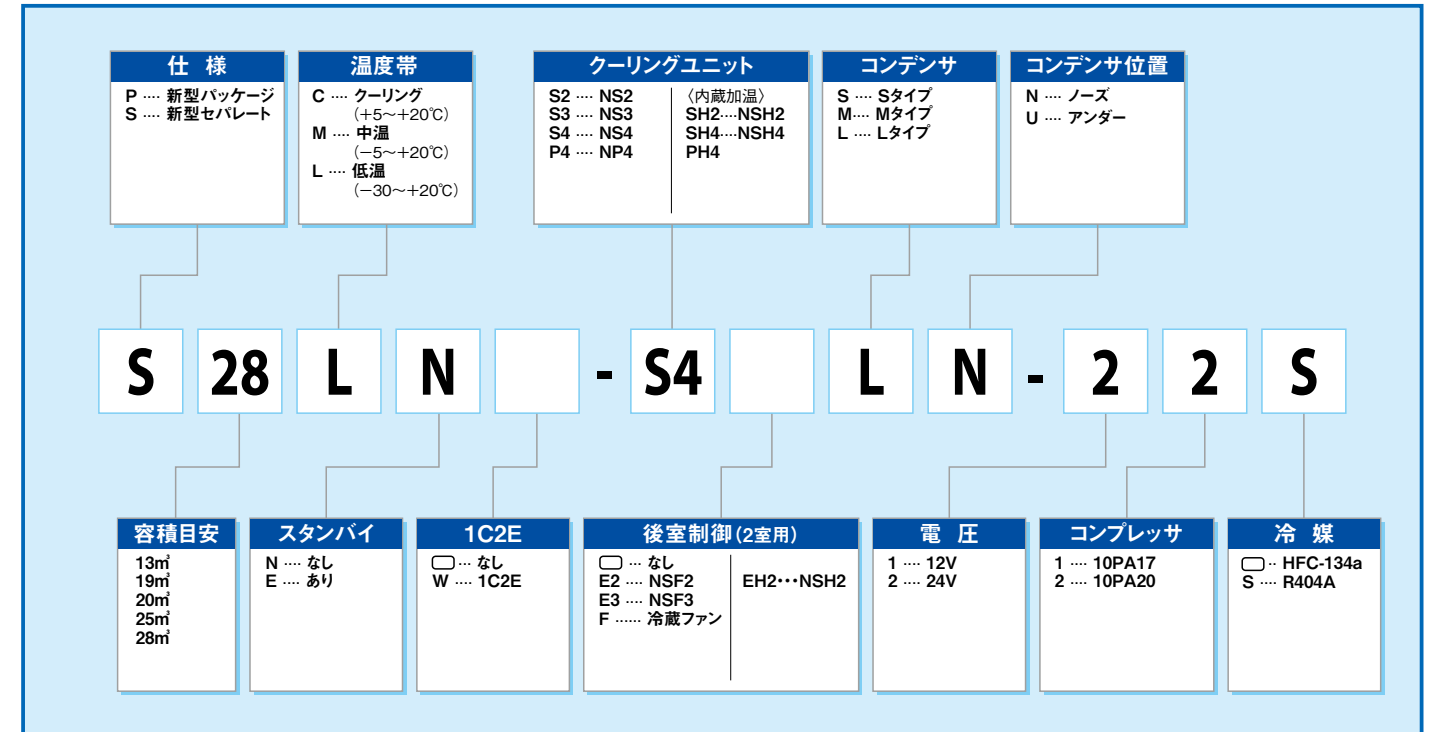 仕 様
P ···· 新型パッケージ
S ···· 新型セパレート
温度帯
C ···· クーリング
(+5~+20℃)
M ···· 中温
(−5~+20℃)
L ···· 低温
(−30~+20℃)
クーリングユニット
S2 ···· NS2
S3 ···· NS3
S4 ···· NS4
P4 ···· NP4
〈内蔵加温〉
SH2····NSH2
SH4····NSH4
PH4
コンデンサ
S ···· Sタイプ
M···· Mタイプ
L ···· Lタイプ
コンデンサ位置
N ···· ノーズ
U ···· アンダー
S 28 L N - S4 L N - 2 2 S
容積目安
13㎥
19㎥
20㎥
25㎥
28㎥
スタンバイ
N ···· なし
E ···· あり
1C2E
··· なし
W ···· 1C2E
後室制御(2室用)
··· なし
E2 ···· NSF2
E3 ···· NSF3
F ······ 冷蔵ファン
EH2···NSH2
電 圧
1 ···· 12V
2 ···· 24V
コンプレッサ
1 ···· 10PA17
2 ···· 10PA20
冷 媒
·· HFC-134a
S ···· R404A